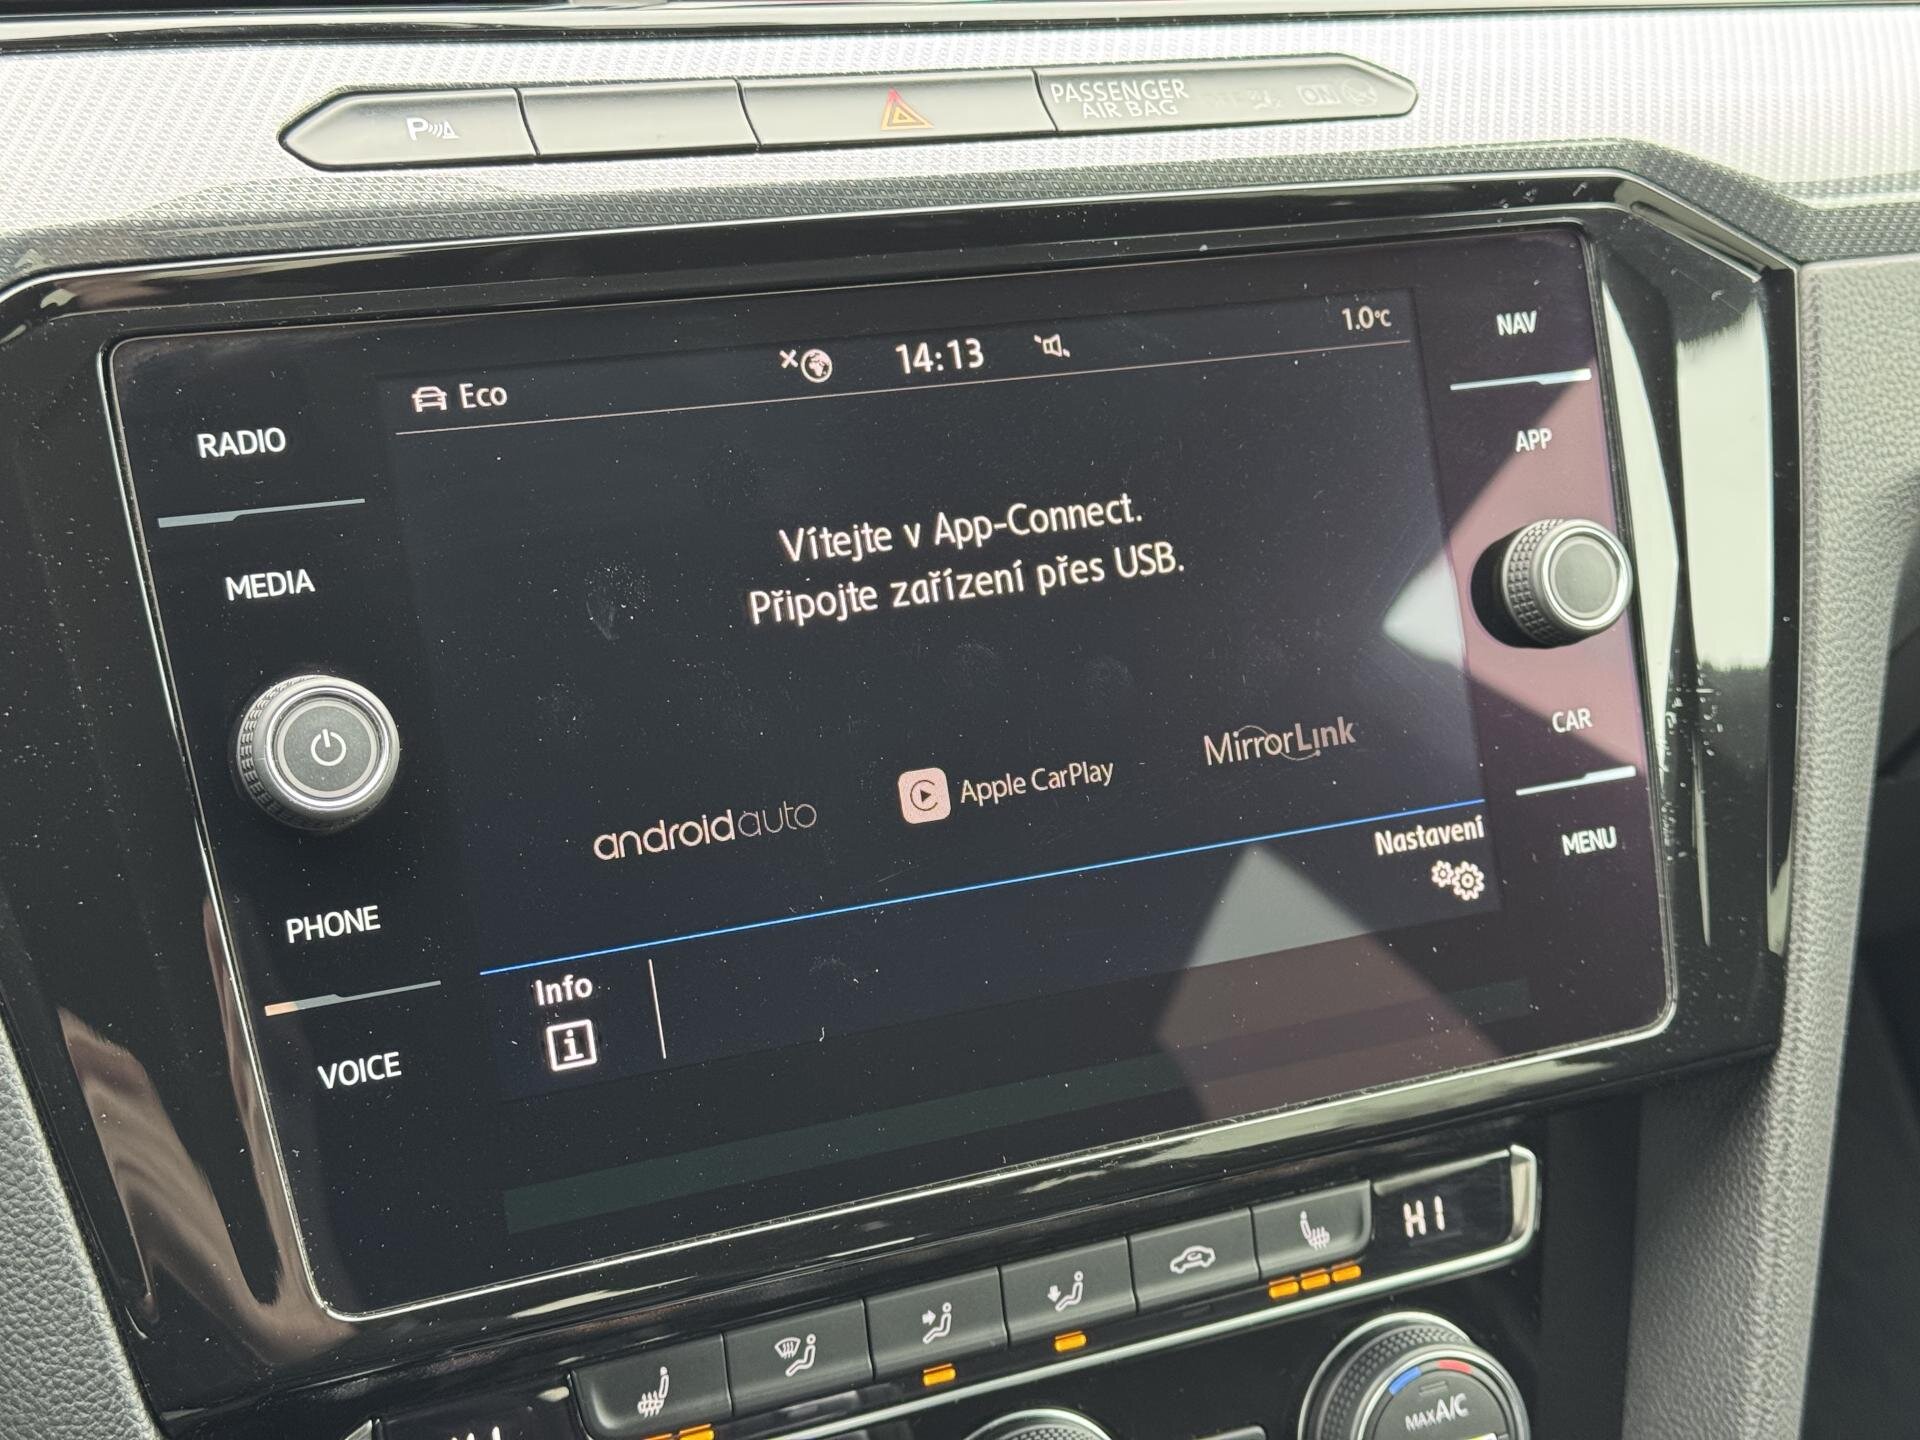 P
PASSENGER
AIR BAG
ON
Eco
14:13
1.0°C
NAV
RADIO
APP
Vítejte v App-Connect.
Připojte zařízení přes USB.
MEDIA
CAR
MirrorLink
Apple CarPlay
androidauto
Nastavení
MENU
PHONE
Info
i
VOICE
HI
MAX A/C